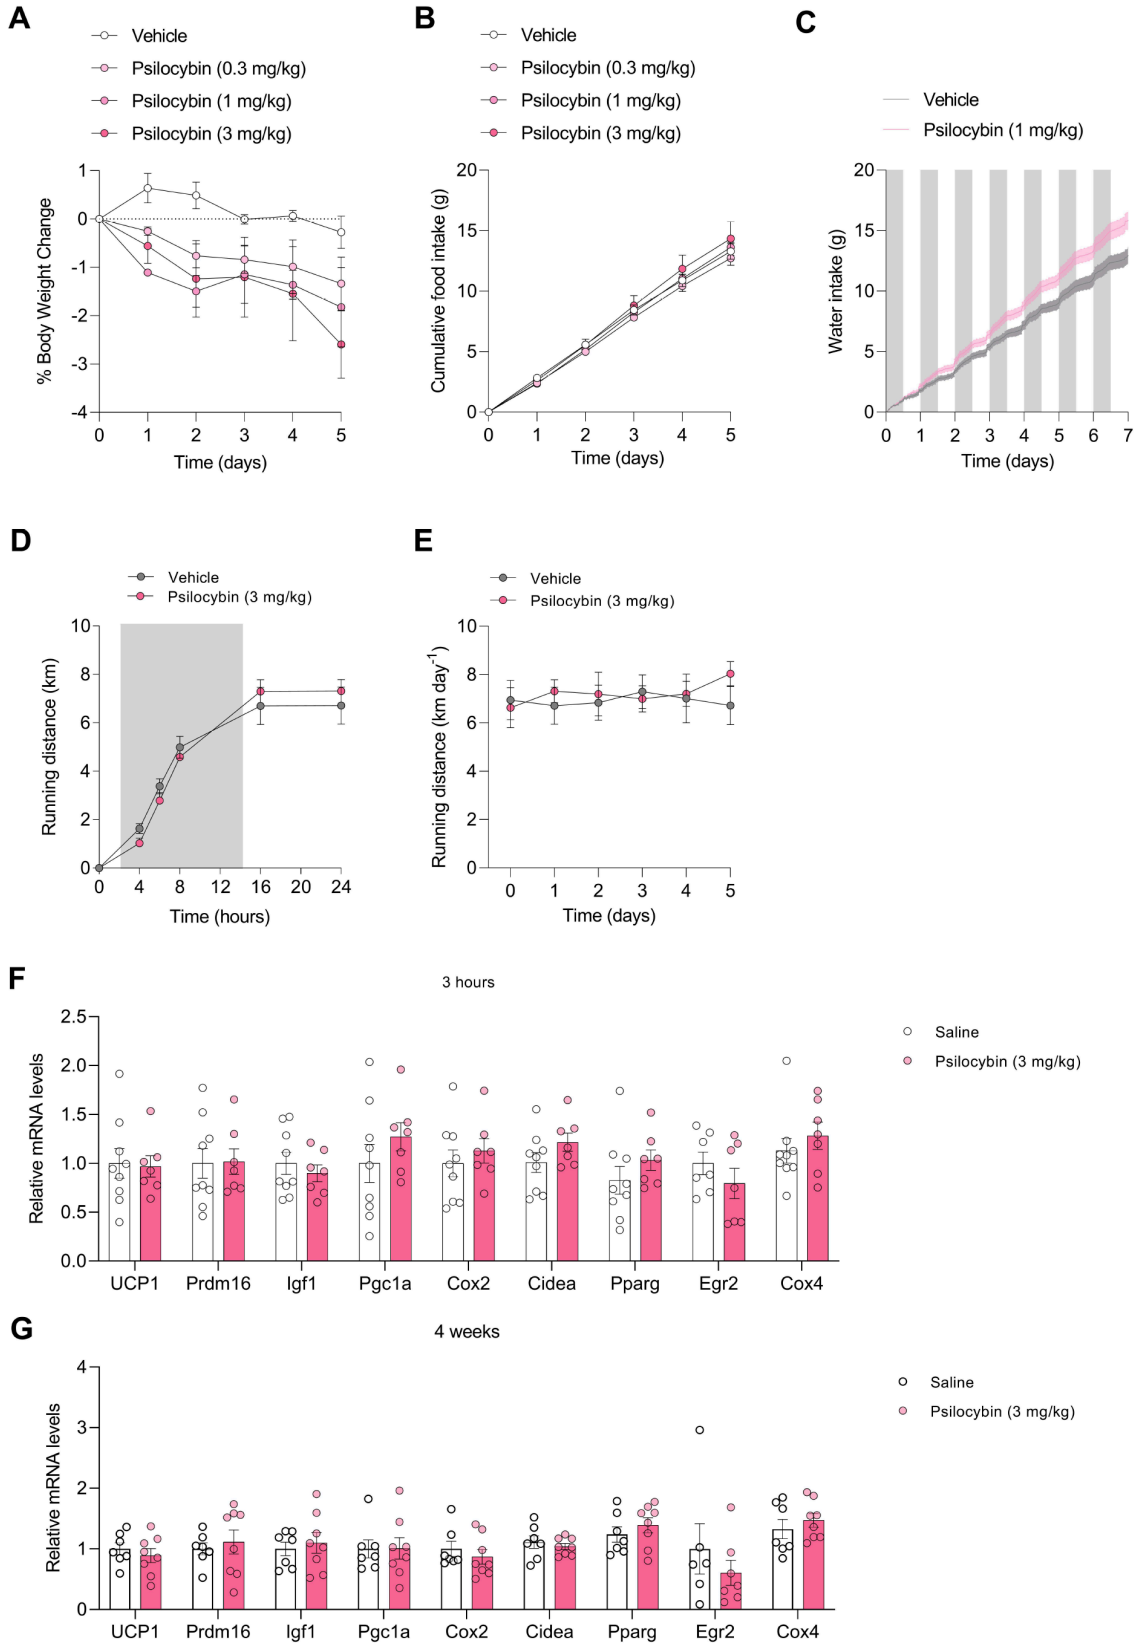 A
Vehicle
Psilocybin (0.3 mg/kg)
Psilocybin (1 mg/kg)
Psilocybin (3 mg/kg)
% Body Weight Change
1
0
-1
-2
-3
-4
0 1 2 3 4 5
Time (days)
B
Vehicle
Psilocybin (0.3 mg/kg)
Psilocybin (1 mg/kg)
Psilocybin (3 mg/kg)
Cumulative food intake (g)
20
15
10
5
0
0 1 2 3 4 5
Time (days)
C
Vehicle
Psilocybin (1 mg/kg)
Water intake (g)
20
15
10
5
0
0 1 2 3 4 5 6 7
Time (days)
D
Vehicle
Psilocybin (3 mg/kg)
Running distance (km)
10
8
6
4
2
0
0 4 8 12 16 20 24
Time (hours)
E
Vehicle
Psilocybin (3 mg/kg)
Running distance (km day-1)
10
8
6
4
2
0
0 1 2 3 4 5
Time (days)
F
3 hours
Saline
Psilocybin (3 mg/kg)
Relative mRNA levels
2.5
2.0
1.5
1.0
0.5
0.0
UCP1 Prdm16 Igf1 Pgc1a Cox2 Cidea Pparg Egr2 Cox4
G
4 weeks
Saline
Psilocybin (3 mg/kg)
Relative mRNA levels
4
3
2
1
0
UCP1 Prdm16 Igf1 Pgc1a Cox2 Cidea Pparg Egr2 Cox4